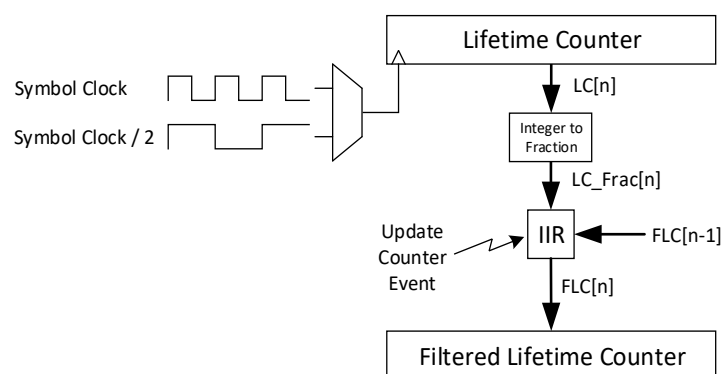 Lifetime Counter
Symbol Clock
LC[n]
Symbol Clock / 2
Integer to
Fraction
LC_Frac[n]
Update
Counter
Event
IIR
FLC[n-1]
FLC[n]
Filtered Lifetime Counter